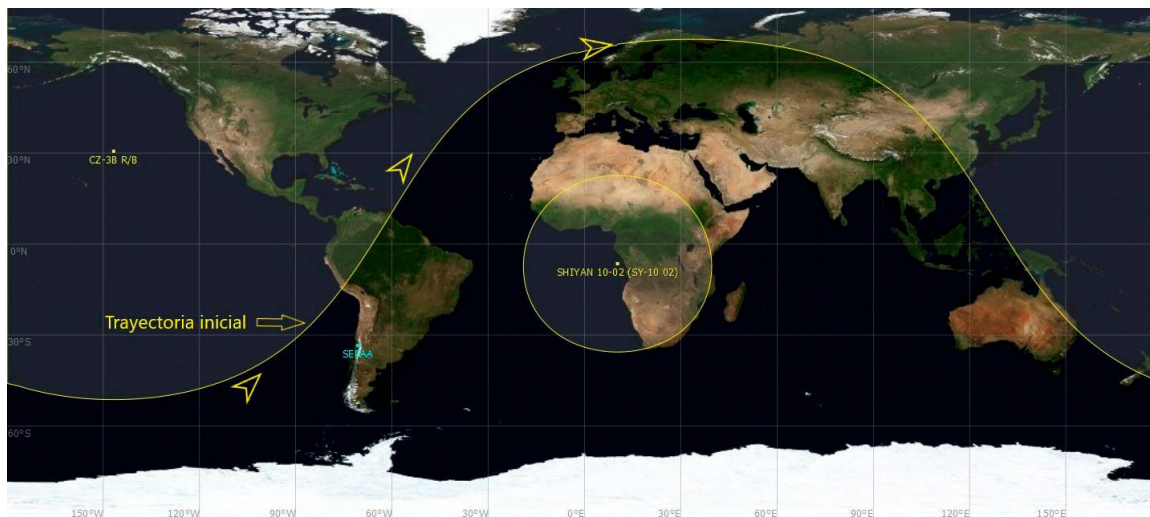 60°N
CZ-3B R/B
30°N
0°N
SHIYAN 10-02 (SY-10 02)
Trayectoria inicial
30°S
SEFAA
60°S
150°W 120°W 90°W 60°W 30°W 0°E 30°E 60°E 90°E 120°E 150°E